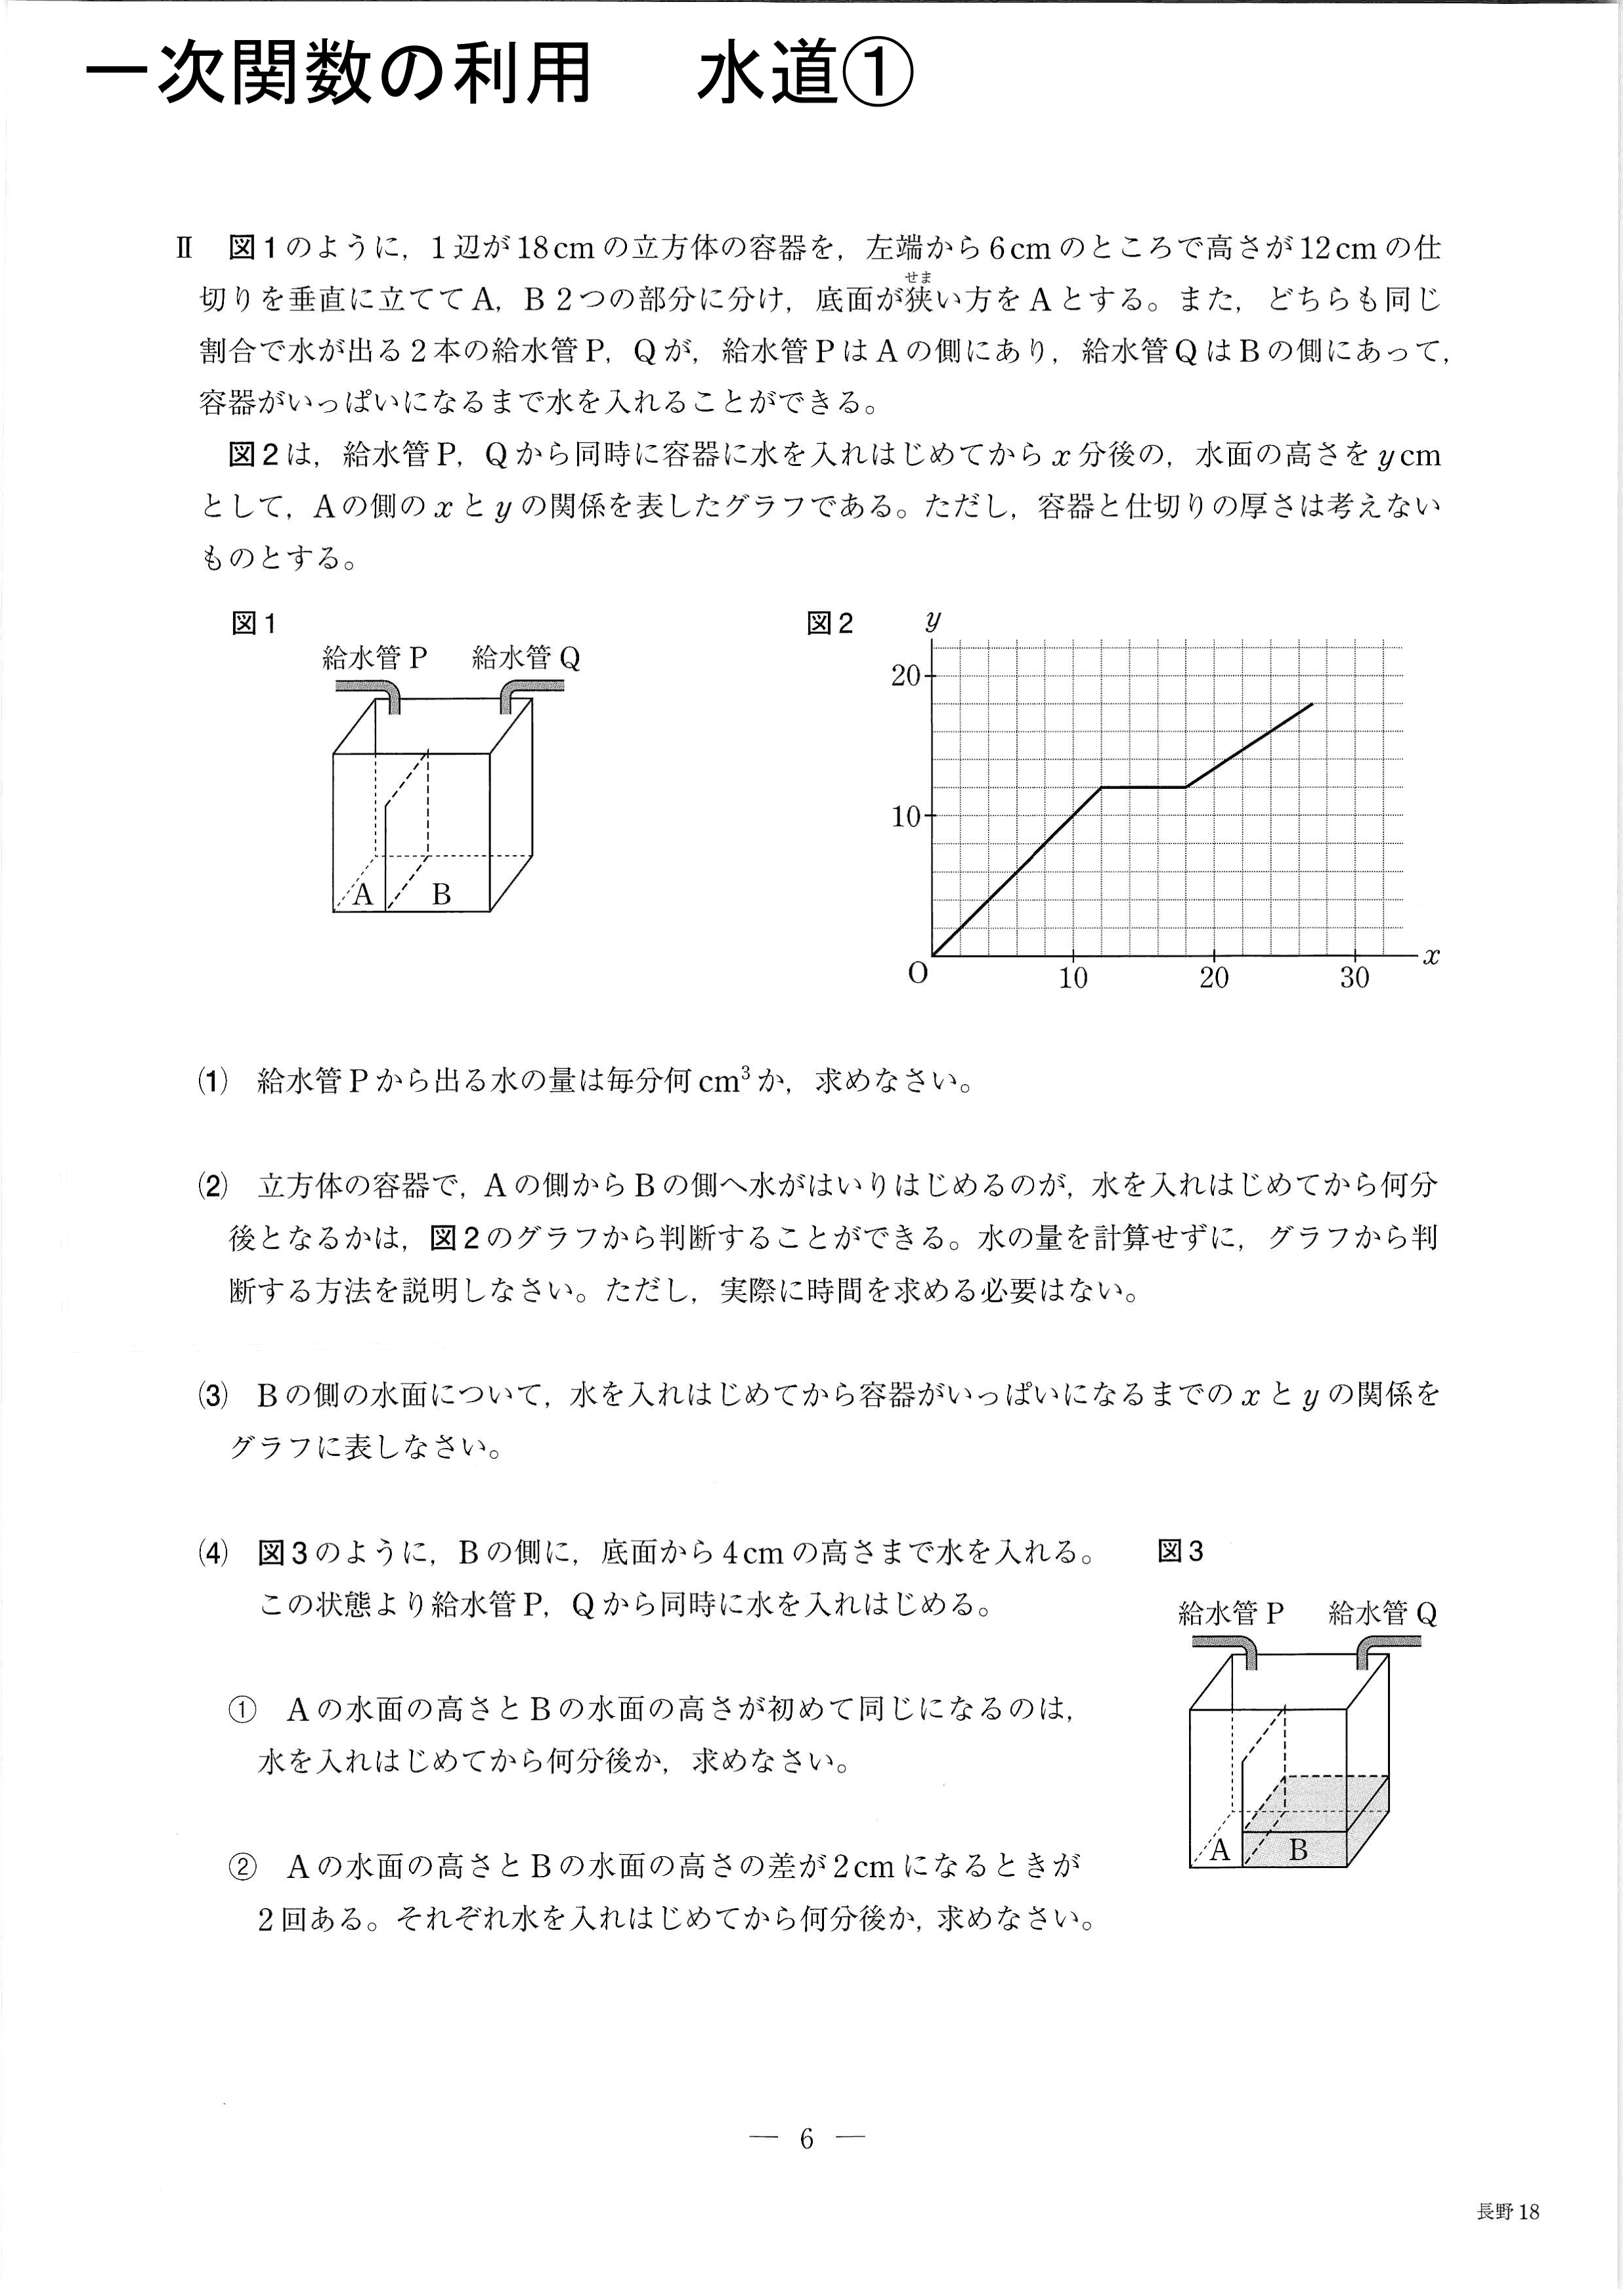 一次関数の利用　水道①
Ⅱ　図1のように，1辺が18cmの立方体の容器を，左端から6cmのところで高さが12cmの仕
せま
切りを垂直に立ててA，B2つの部分に分け，底面が狭い方をAとする。また，どちらも同じ
割合で水が出る2本の給水管P，Qが，給水管PはAの側にあり，給水管QはBの側にあって，
容器がいっぱいになるまで水を入れることができる。
図2は，給水管P，Qから同時に容器に水を入れはじめてからx分後の，水面の高さをycm
として，Aの側のxとyの関係を表したグラフである。ただし，容器と仕切りの厚さは考えない
ものとする。
図1
給水管P　給水管Q
A　B
図2
y
20
10
O　10　20　30　x
(1)　給水管Pから出る水の量は毎分何cm³か，求めなさい。
(2)　立方体の容器で，Aの側からBの側へ水がはいりはじめるのが，水を入れはじめてから何分
後となるかは，図2のグラフから判断することができる。水の量を計算せずに，グラフから判
断する方法を説明しなさい。ただし，実際に時間を求める必要はない。
(3)　Bの側の水面について，水を入れはじめてから容器がいっぱいになるまでのxとyの関係を
グラフに表しなさい。
(4)　図3のように，Bの側に，底面から4cmの高さまで水を入れる。
この状態より給水管P，Qから同時に水を入れはじめる。
①　Aの水面の高さとBの水面の高さが初めて同じになるのは，
水を入れはじめてから何分後か，求めなさい。
②　Aの水面の高さとBの水面の高さの差が2cmになるときが
2回ある。それぞれ水を入れはじめてから何分後か，求めなさい。
図3
給水管P　給水管Q
A　B
— 6 —
長野18